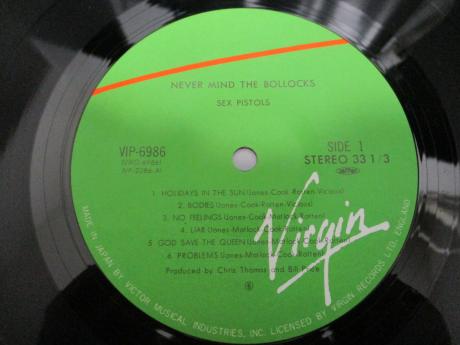 NEVER MIND THE BOLLOCKS
SEX PISTOLS
VIP-6986
SIDE 1
STEREO 33 1/3
1. HOLIDAYS IN THE SUN (Jones-Cook-Rotten-Vicious)
2. BODIES (Jones-Cook-Rotten-Vicious)
3. NO FEELINGS (Jones-Cook-Matlock-Rotten)
4. LIAR (Jones-Matlock-Cook-Rotten)
5. GOD SAVE THE QUEEN (Jones-Matlock-Cook-Rotten)
6. PROBLEMS (Jones-Matlock-Cook-Rotten)
Produced by Chris Thomas and Bill Price
Virgin
MADE IN JAPAN BY VICTOR MUSICAL INDUSTRIES, INC. LICENSED BY VIRGIN RECORDS LTD. ENGLAND